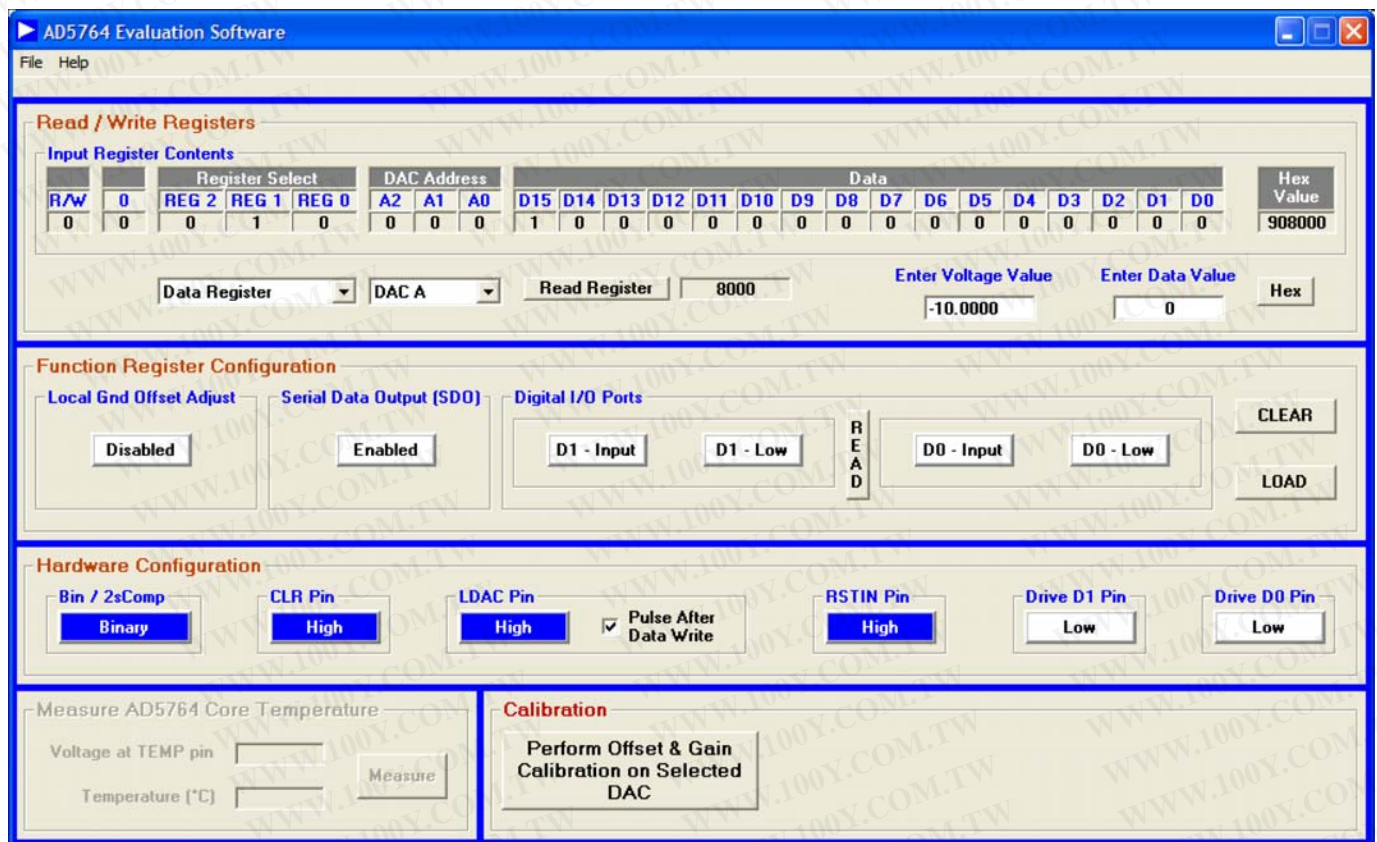 AD5764 Evaluation Software
File Help
Read / Write Registers
Input Register Contents
Register Select DAC Address Data Hex Value
R/W 0 REG 2 REG 1 REG 0 A2 A1 A0 D15 D14 D13 D12 D11 D10 D9 D8 D7 D6 D5 D4 D3 D2 D1 D0
0 0 0 1 0 0 0 0 1 0 0 0 0 0 0 0 0 0 0 0 0 0 0 0 908000
Enter Voltage Value Enter Data Value
Data Register DAC A Read Register 8000 -10.0000 0 Hex
Function Register Configuration
Local Gnd Offset Adjust Serial Data Output (SDO) Digital I/O Ports
Disabled Enabled D1 - Input D1 - Low READ D0 - Input D0 - Low
CLEAR
LOAD
Hardware Configuration
Bin / 2sComp CLR Pin LDAC Pin RSTIN Pin Drive D1 Pin Drive D0 Pin
Binary High High Pulse After Data Write High Low Low
Measure AD5764 Core Temperature
Voltage at TEMP pin
Temperature (°C)
Measure
Calibration
Perform Offset & Gain
Calibration on Selected
DAC
WWW.100Y.COM.TW